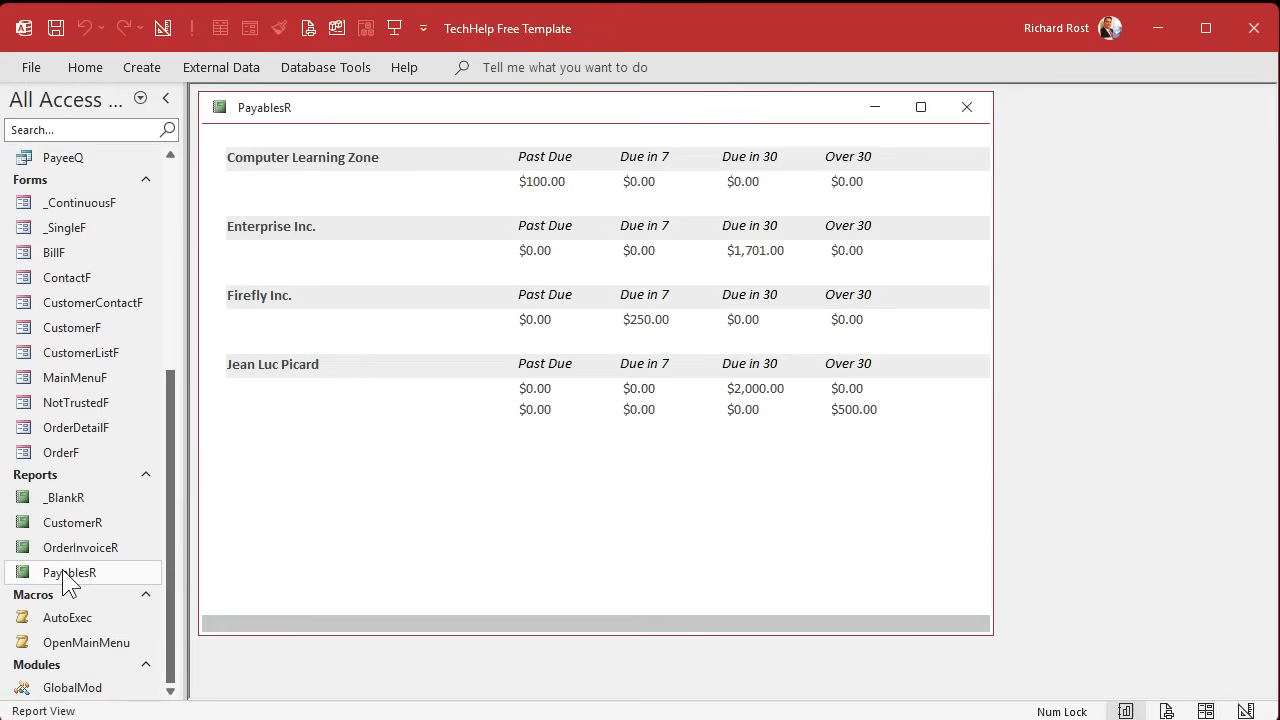 TechHelp Free Template
Richard Rost
File Home Create External Data Database Tools Help Tell me what you want to do
All Access ...
Search...
PayeeQ
Forms
_ContinuousF
_SingleF
BillF
ContactF
CustomerContactF
CustomerF
CustomerListF
MainMenuF
NotTrustedF
OrderDetailF
OrderF
Reports
_BlankR
CustomerR
OrderInvoiceR
PayablesR
Macros
AutoExec
OpenMainMenu
Modules
GlobalMod
PayablesR
Computer Learning Zone Past Due Due in 7 Due in 30 Over 30
$100.00 $0.00 $0.00 $0.00
Enterprise Inc. Past Due Due in 7 Due in 30 Over 30
$0.00 $0.00 $1,701.00 $0.00
Firefly Inc. Past Due Due in 7 Due in 30 Over 30
$0.00 $250.00 $0.00 $0.00
Jean Luc Picard Past Due Due in 7 Due in 30 Over 30
$0.00 $0.00 $2,000.00 $0.00
$0.00 $0.00 $0.00 $500.00
Report View
Num Lock